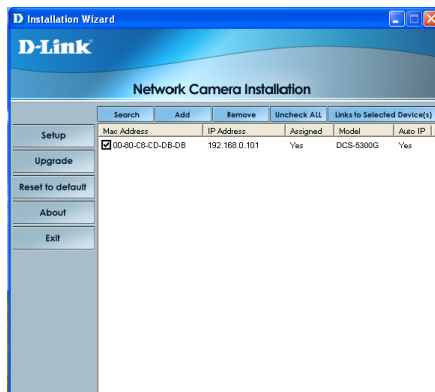 D Installation Wizard
D-Link
Network Camera Installation
Search Add Remove Uncheck ALL Links to Selected Device(s)
Mac Address IP Address Assigned Model Auto IP
00-80-C8-CD-DB-DB 192.168.0.101 Yes DCS-5300G Yes
Setup
Upgrade
Reset to default
About
Exit